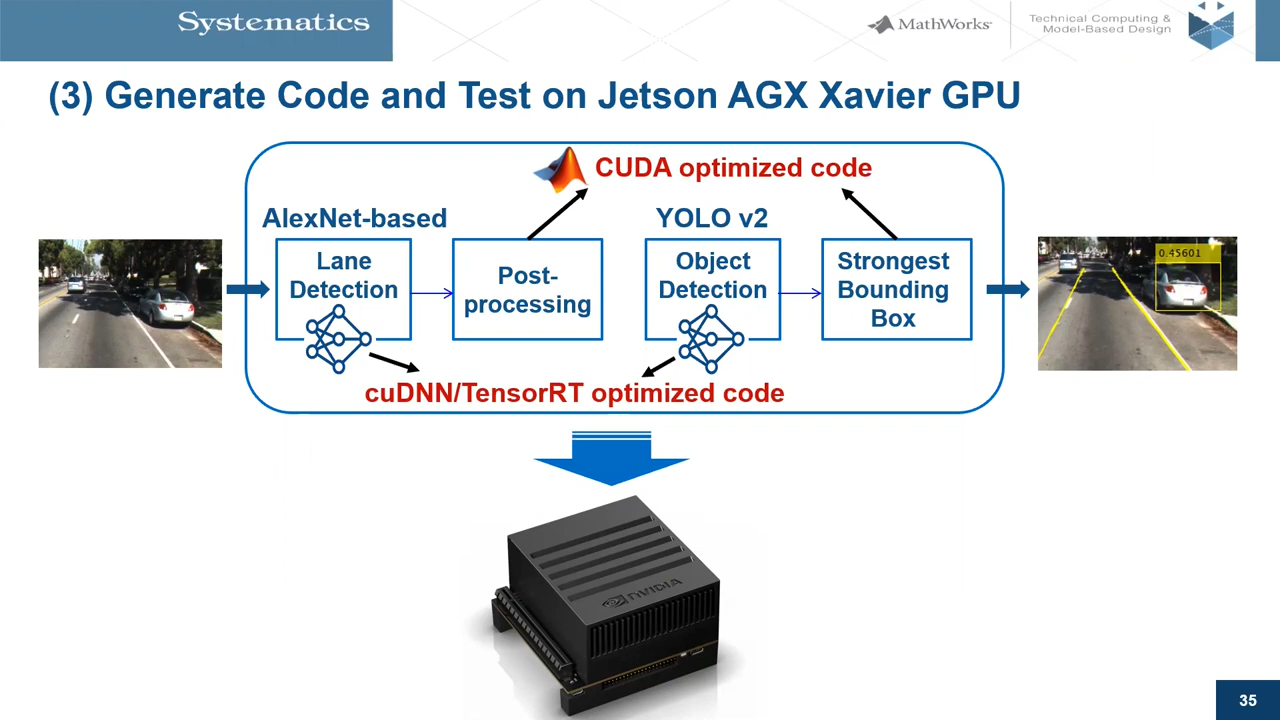 Systematics
MathWorks
Technical Computing &
Model-Based Design
(3) Generate Code and Test on Jetson AGX Xavier GPU
CUDA optimized code
AlexNet-based
YOLO v2
Lane
Detection
Post-
processing
Object
Detection
Strongest
Bounding
Box
0.45601
cuDNN/TensorRT optimized code
NVIDIA
35